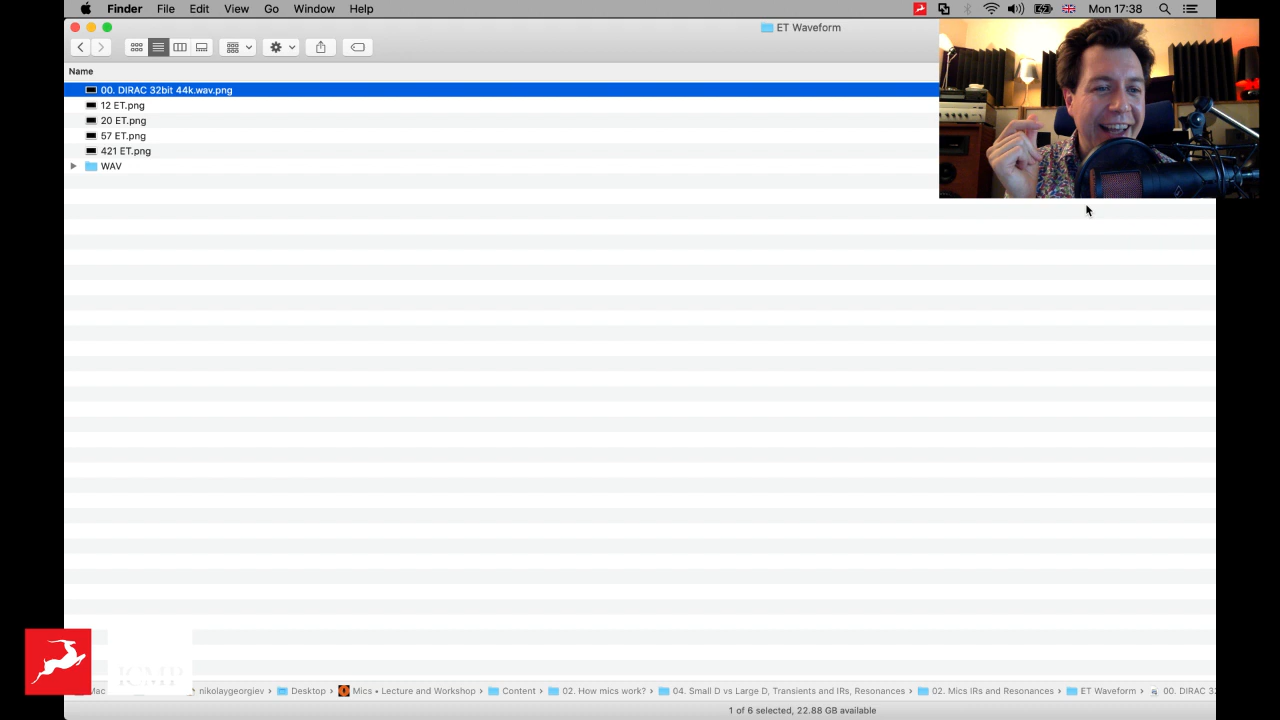 Finder File Edit View Go Window Help Mon 17:38
ET Waveform
Name
00. DIRAC 32bit 44k.wav.png
12 ET.png
20 ET.png
57 ET.png
421 ET.png
WAV
Mac nikolaygeorgiev › Desktop › Mics • Lecture and Workshop › Content › 02. How mics work? › 04. Small D vs Large D, Transients and IRs, Resonances › 02. Mics IRs and Resonances › ET Waveform › 00. DIRAC 32
1 of 6 selected, 22.88 GB available
ICMP